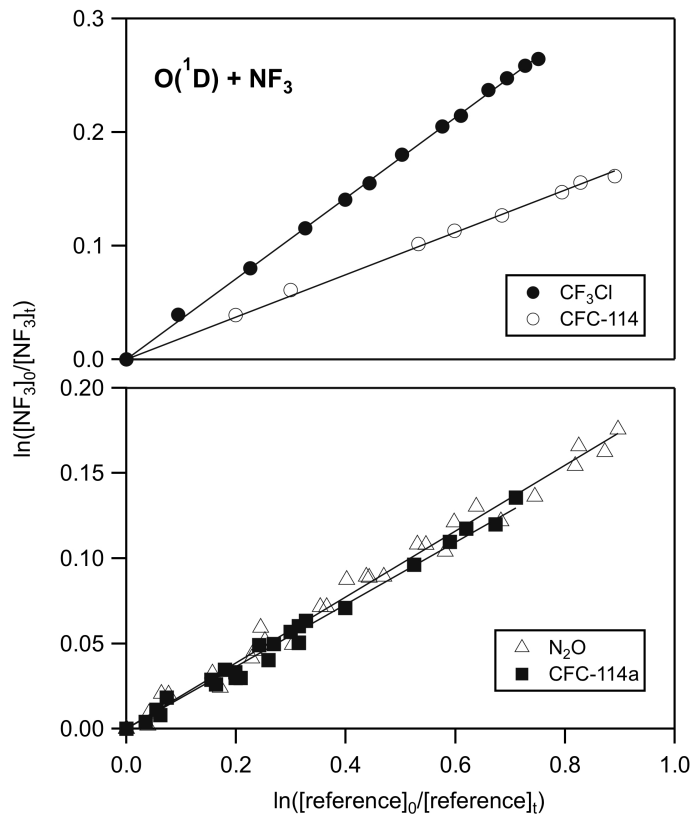 0.3
O(¹D) + NF₃
0.2
0.1
CF₃Cl
CFC-114
0.0
ln([NF₃]₀/[NF₃]ₜ)
0.20
0.15
0.10
0.05
N₂O
CFC-114a
0.00
0.0 0.2 0.4 0.6 0.8 1.0
ln([reference]₀/[reference]ₜ)